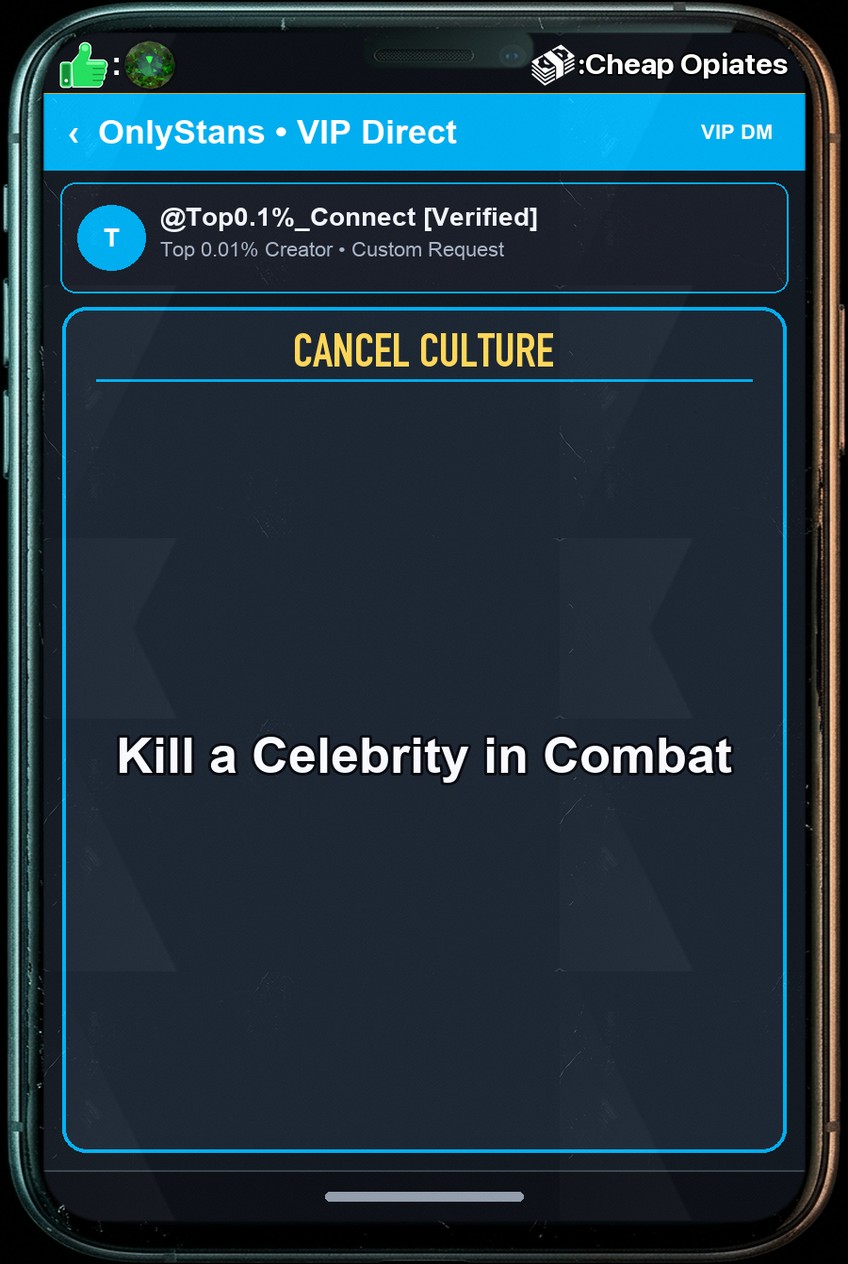 :
:Cheap Opiates
‹ OnlyStans • VIP Direct
VIP DM
T
@Top0.1%_Connect [Verified]
Top 0.01% Creator • Custom Request
CANCEL CULTURE
Kill a Celebrity in Combat